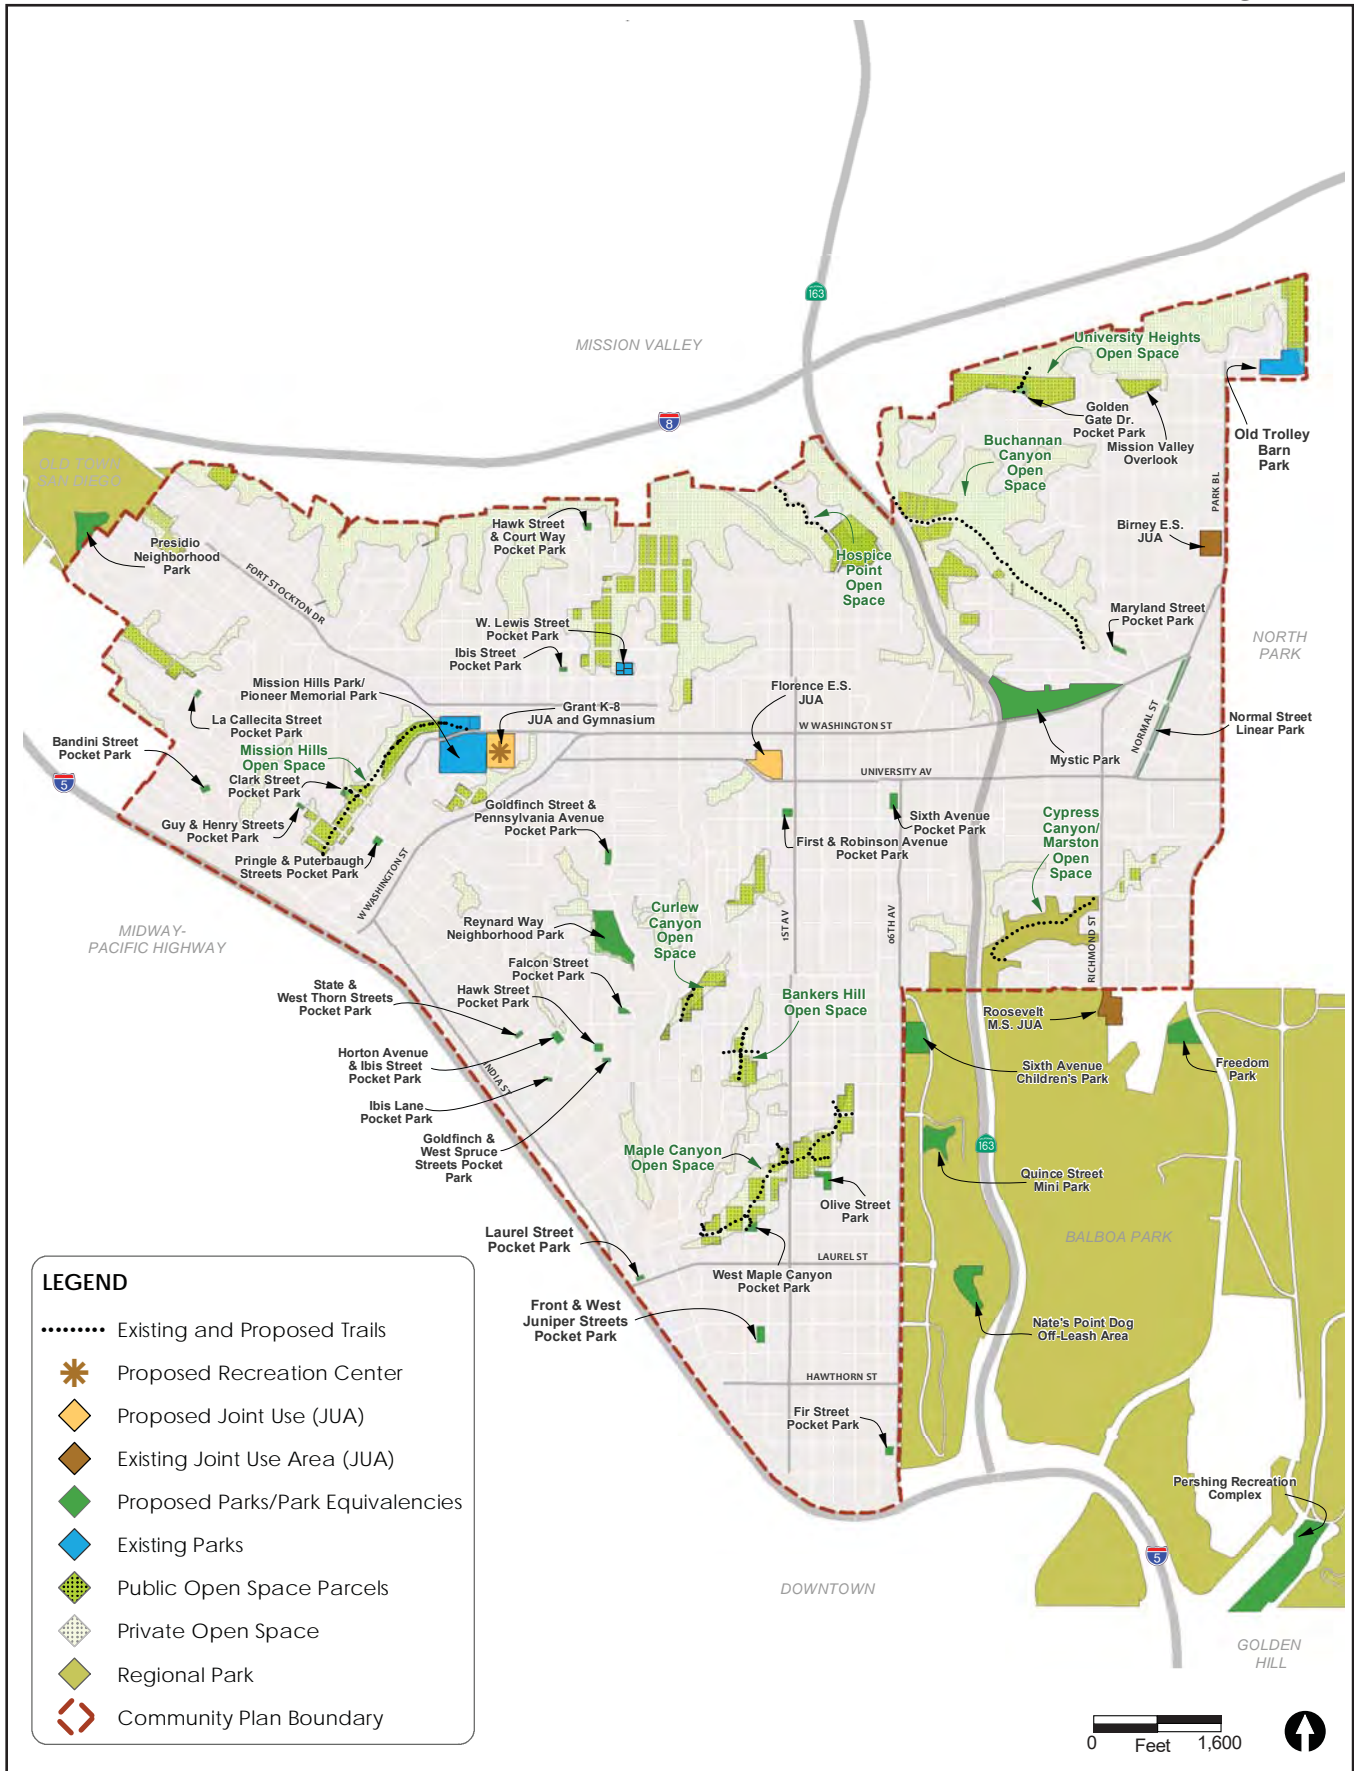 163
MISSION VALLEY
8
University Heights
Open Space
Golden
Gate Dr.
Pocket Park
Mission Valley
Overlook
Old Trolley
Barn
Park
Buchannan
Canyon
Open
Space
PARK BL
OLD TOWN
SAN DIEGO
Presidio
Neighborhood
Park
Hawk Street
& Court Way
Pocket Park
Birney E.S.
JUA
Hospice
Point
Open
Space
FORT STOCKTON DR
W. Lewis Street
Pocket Park
Ibis Street
Pocket Park
Maryland Street
Pocket Park
NORTH
PARK
Mission Hills Park/
Pioneer Memorial Park
Florence E.S.
JUA
Grant K-8
JUA and Gymnasium
La Callecita Street
Pocket Park
W WASHINGTON ST
NORMAL ST
Normal Street
Linear Park
Bandini Street
Pocket Park
Mission Hills
Open Space
Mystic Park
5
Clark Street
Pocket Park
UNIVERSITY AV
Guy & Henry Streets
Pocket Park
Goldfinch Street &
Pennsylvania Avenue
Pocket Park
Sixth Avenue
Pocket Park
Cypress
Canyon/
Marston
Open
Space
First & Robinson Avenue
Pocket Park
Pringle & Puterbaugh
Streets Pocket Park
W WASHINGTON ST
MIDWAY-
PACIFIC HIGHWAY
Reynard Way
Neighborhood Park
Curlew
Canyon
Open
Space
1ST AV
06TH AV
RICHMOND ST
Falcon Street
Pocket Park
State &
West Thorn Streets
Pocket Park
Hawk Street
Pocket Park
Bankers Hill
Open Space
Roosevelt
M.S. JUA
Horton Avenue
& Ibis Street
Pocket Park
INDIA ST
Sixth Avenue
Children's Park
Freedom
Park
Ibis Lane
Pocket Park
Goldfinch &
West Spruce
Streets Pocket
Park
Maple Canyon
Open Space
163
Quince Street
Mini Park
Olive Street
Park
BALBOA PARK
Laurel Street
Pocket Park
LAUREL ST
West Maple Canyon
Pocket Park
Front & West
Juniper Streets
Pocket Park
Nate's Point Dog
Off-Leash Area
HAWTHORN ST
Fir Street
Pocket Park
Pershing Recreation
Complex
5
DOWNTOWN
GOLDEN
HILL
LEGEND
Existing and Proposed Trails
Proposed Recreation Center
Proposed Joint Use (JUA)
Existing Joint Use Area (JUA)
Proposed Parks/Park Equivalencies
Existing Parks
Public Open Space Parcels
Private Open Space
Regional Park
Community Plan Boundary
0 Feet 1,600